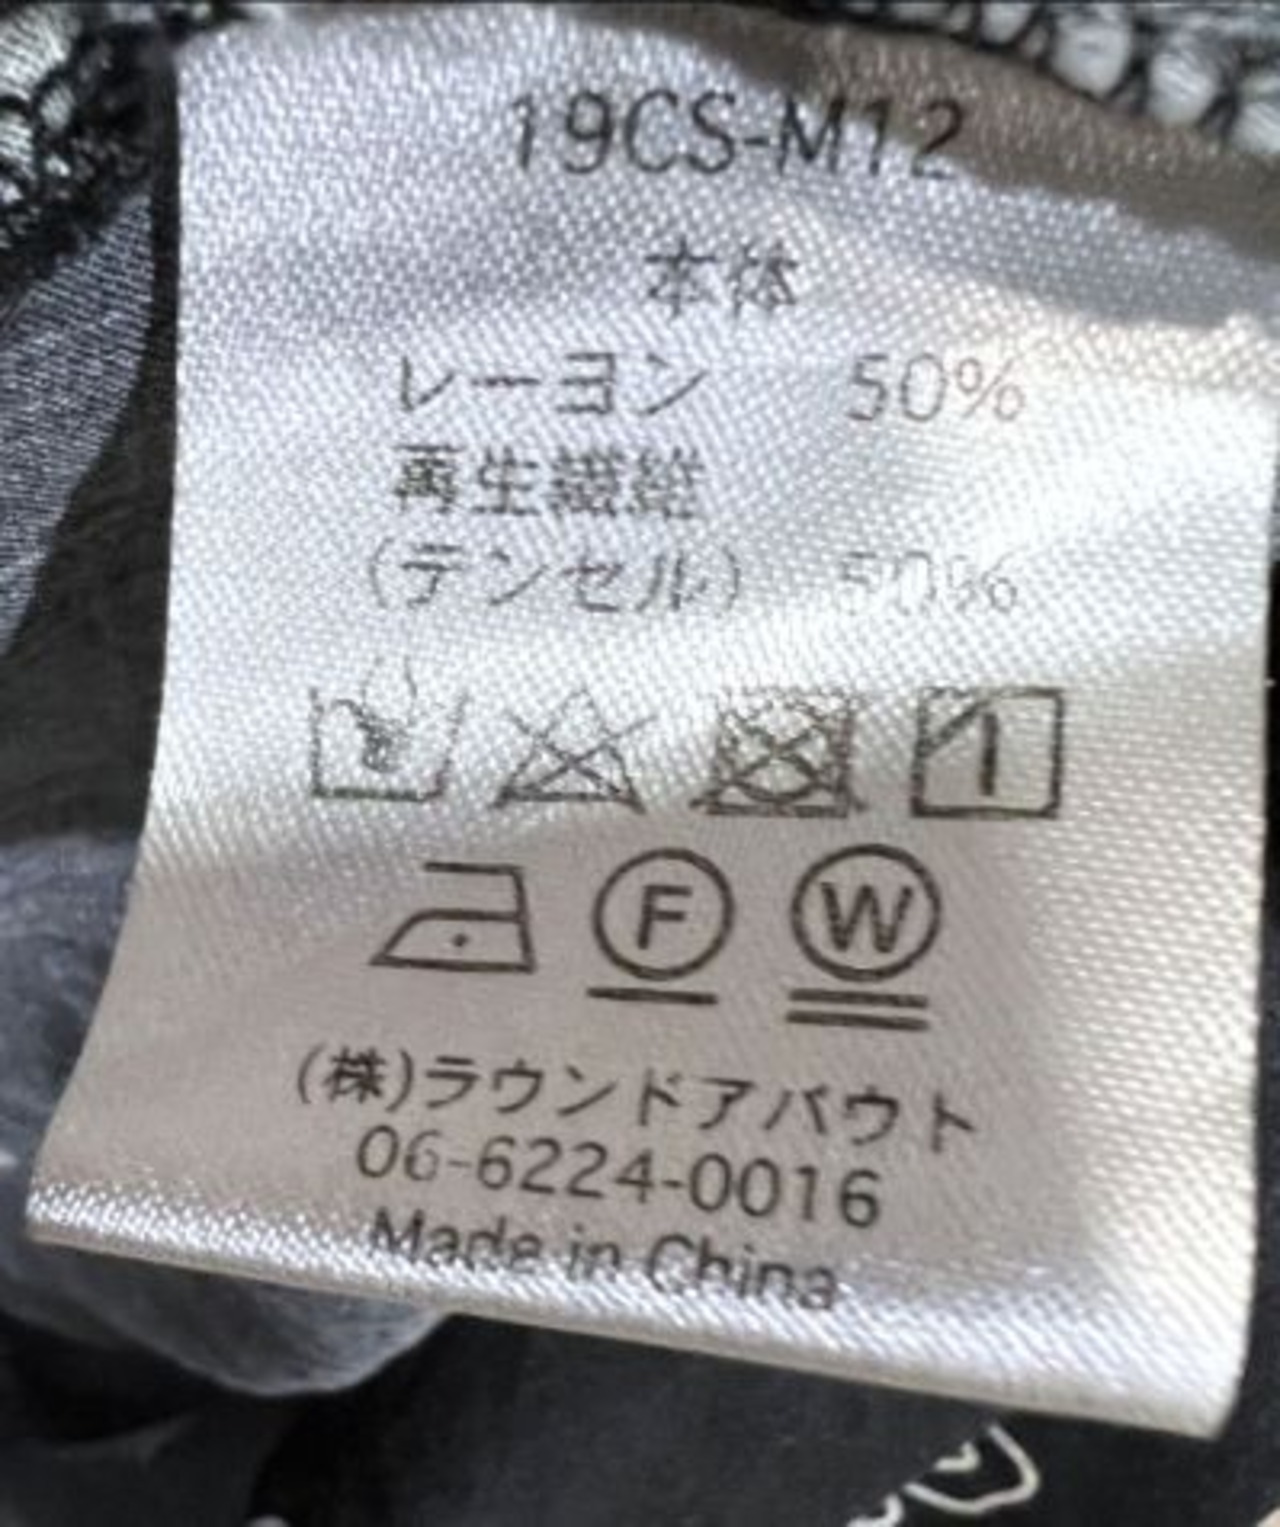 19CS-M12
本体
レーヨン 50%
再生繊維
(テンセル) 50%
F W
(株)ラウンドアバウト
06-6224-0016
Made in China